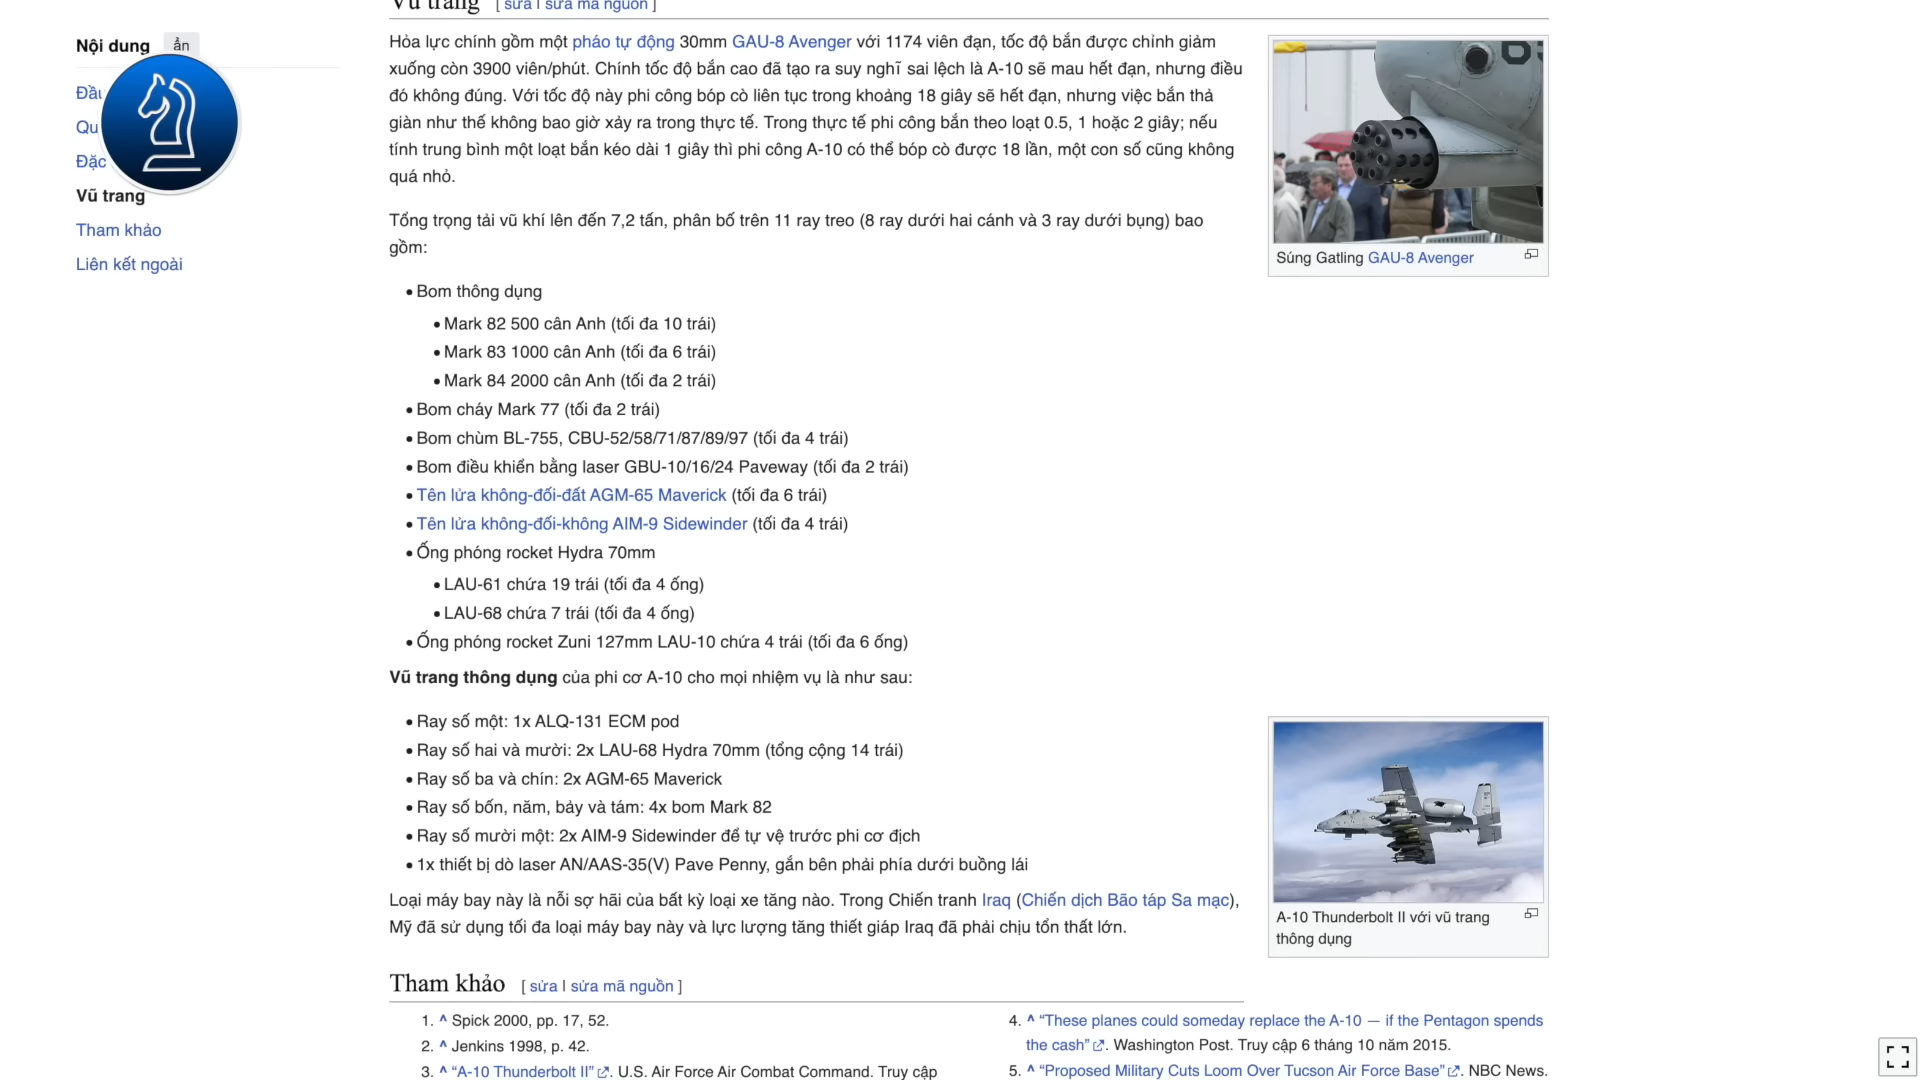 Vũ trang [ sửa | sửa mã nguồn ]
Nội dung ẩn
Đầu
Qu
Đặc
Vũ trang
Tham khảo
Liên kết ngoài
Hỏa lực chính gồm một pháo tự động 30mm GAU-8 Avenger với 1174 viên đạn, tốc độ bắn được chỉnh giảm
xuống còn 3900 viên/phút. Chính tốc độ bắn cao đã tạo ra suy nghĩ sai lệch là A-10 sẽ mau hết đạn, nhưng điều
đó không đúng. Với tốc độ này phi công bóp cò liên tục trong khoảng 18 giây sẽ hết đạn, nhưng việc bắn thả
giàn như thế không bao giờ xảy ra trong thực tế. Trong thực tế phi công bắn theo loạt 0.5, 1 hoặc 2 giây; nếu
tính trung bình một loạt bắn kéo dài 1 giây thì phi công A-10 có thể bóp cò được 18 lần, một con số cũng không
quá nhỏ.
Súng Gatling GAU-8 Avenger
Tổng trọng tải vũ khí lên đến 7,2 tấn, phân bố trên 11 ray treo (8 ray dưới hai cánh và 3 ray dưới bụng) bao
gồm:
• Bom thông dụng
• Mark 82 500 cân Anh (tối đa 10 trái)
• Mark 83 1000 cân Anh (tối đa 6 trái)
• Mark 84 2000 cân Anh (tối đa 2 trái)
• Bom cháy Mark 77 (tối đa 2 trái)
• Bom chùm BL-755, CBU-52/58/71/87/89/97 (tối đa 4 trái)
• Bom điều khiển bằng laser GBU-10/16/24 Paveway (tối đa 2 trái)
• Tên lửa không-đối-đất AGM-65 Maverick (tối đa 6 trái)
• Tên lửa không-đối-không AIM-9 Sidewinder (tối đa 4 trái)
• Ống phóng rocket Hydra 70mm
• LAU-61 chứa 19 trái (tối đa 4 ống)
• LAU-68 chứa 7 trái (tối đa 4 ống)
• Ống phóng rocket Zuni 127mm LAU-10 chứa 4 trái (tối đa 6 ống)
Vũ trang thông dụng của phi cơ A-10 cho mọi nhiệm vụ là như sau:
• Ray số một: 1x ALQ-131 ECM pod
• Ray số hai và mười: 2x LAU-68 Hydra 70mm (tổng cộng 14 trái)
• Ray số ba và chín: 2x AGM-65 Maverick
• Ray số bốn, năm, bảy và tám: 4x bom Mark 82
• Ray số mười một: 2x AIM-9 Sidewinder để tự vệ trước phi cơ địch
• 1x thiết bị dò laser AN/AAS-35(V) Pave Penny, gắn bên phải phía dưới buồng lái
A-10 Thunderbolt II với vũ trang
thông dụng
Loại máy bay này là nỗi sợ hãi của bất kỳ loại xe tăng nào. Trong Chiến tranh Iraq (Chiến dịch Bão táp Sa mạc),
Mỹ đã sử dụng tối đa loại máy bay này và lực lượng tăng thiết giáp Iraq đã phải chịu tổn thất lớn.
Tham khảo [ sửa | sửa mã nguồn ]
1. ^ Spick 2000, pp. 17, 52.
2. ^ Jenkins 1998, p. 42.
3. ^ “A-10 Thunderbolt II”. U.S. Air Force Air Combat Command. Truy cập
4. ^ “These planes could someday replace the A-10 — if the Pentagon spends
the cash”. Washington Post. Truy cập 6 tháng 10 năm 2015.
5. ^ “Proposed Military Cuts Loom Over Tucson Air Force Base”. NBC News.